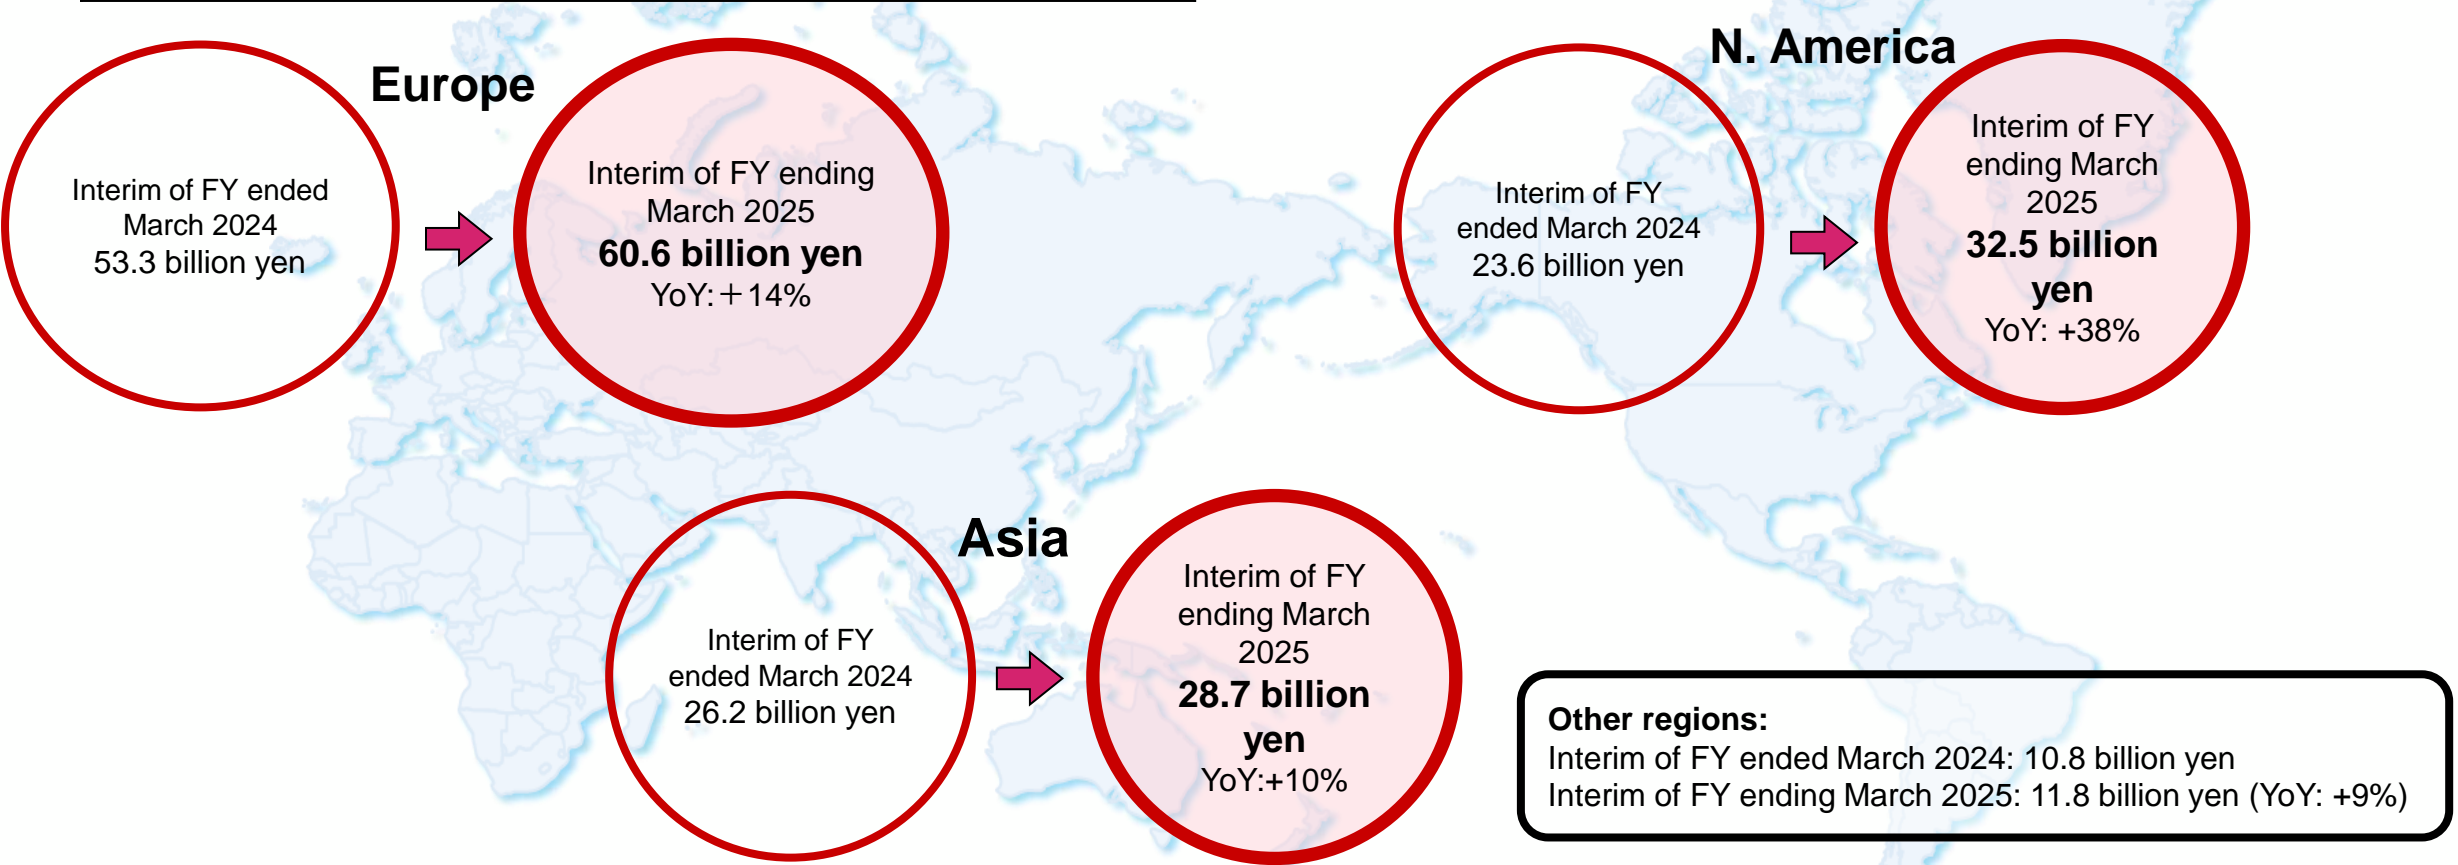 Europe
Interim of FY ended
March 2024
53.3 billion yen
Interim of FY ending
March 2025
60.6 billion yen
YoY:＋14%
N. America
Interim of FY
ended March 2024
23.6 billion yen
Interim of FY
ending March
2025
32.5 billion
yen
YoY: +38%
Asia
Interim of FY
ended March 2024
26.2 billion yen
Interim of FY
ending March
2025
28.7 billion
yen
YoY:+10%
Other regions:
Interim of FY ended March 2024: 10.8 billion yen
Interim of FY ending March 2025: 11.8 billion yen (YoY: +9%)